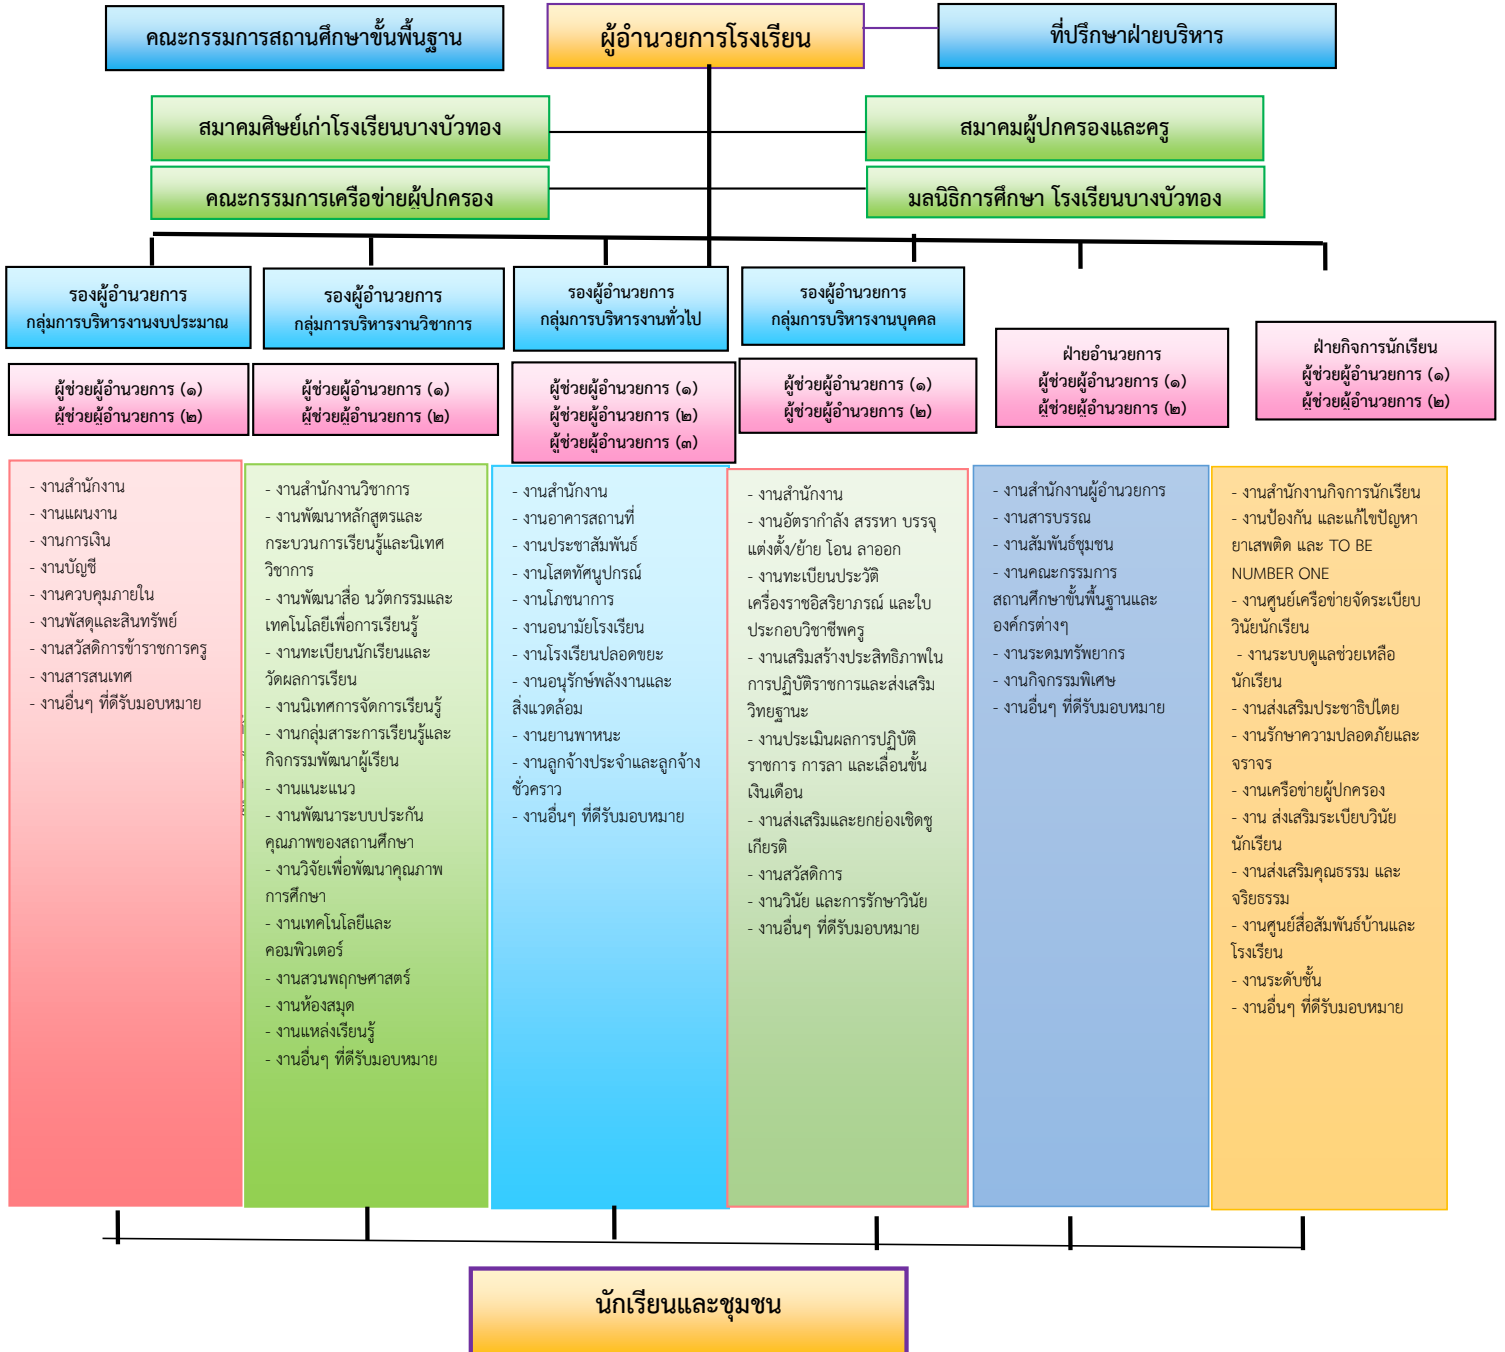 คณะกรรมการสถานศึกษาขั้นพื้นฐาน
ผู้อำนวยการโรงเรียน
ที่ปรึกษาฝ่ายบริหาร
สมาคมศิษย์เก่าโรงเรียนบางบัวทอง
สมาคมผู้ปกครองและครู
คณะกรรมการเครือข่ายผู้ปกครอง
มลนิธิการศึกษา โรงเรียนบางบัวทอง
รองผู้อำนวยการ
กลุ่มการบริหารงานงบประมาณ
รองผู้อำนวยการ
กลุ่มการบริหารงานวิชาการ
รองผู้อำนวยการ
กลุ่มการบริหารงานทั่วไป
รองผู้อำนวยการ
กลุ่มการบริหารงานบุคคล
ผู้ช่วยผู้อำนวยการ (๑)
ผู้ช่วยผู้อำนวยการ (๒)
ผู้ช่วยผู้อำนวยการ (๑)
ผู้ช่วยผู้อำนวยการ (๒)
ผู้ช่วยผู้อำนวยการ (๑)
ผู้ช่วยผู้อำนวยการ (๒)
ผู้ช่วยผู้อำนวยการ (๓)
ผู้ช่วยผู้อำนวยการ (๑)
ผู้ช่วยผู้อำนวยการ (๒)
ฝ่ายอำนวยการ
ผู้ช่วยผู้อำนวยการ (๑)
ผู้ช่วยผู้อำนวยการ (๒)
ฝ่ายกิจการนักเรียน
ผู้ช่วยผู้อำนวยการ (๑)
ผู้ช่วยผู้อำนวยการ (๒)
- งานสำนักงาน
- งานแผนงาน
- งานการเงิน
- งานบัญชี
- งานควบคุมภายใน
- งานพัสดุและสินทรัพย์
- งานสวัสดิการข้าราชการครู
- งานสารสนเทศ
- งานอื่นๆ ที่ดีรับมอบหมาย
- งานสำนักงานวิชาการ
- งานพัฒนาหลักสูตรและ
กระบวนการเรียนรู้และนิเทศ
วิชาการ
- งานพัฒนาสื่อ นวัตกรรมและ
เทคโนโลยีเพื่อการเรียนรู้
- งานทะเบียนนักเรียนและ
วัดผลการเรียน
- งานนิเทศการจัดการเรียนรู้
- งานกลุ่มสาระการเรียนรู้และ
กิจกรรมพัฒนาผู้เรียน
- งานแนะแนว
- งานพัฒนาระบบประกัน
คุณภาพของสถานศึกษา
- งานวิจัยเพื่อพัฒนาคุณภาพ
การศึกษา
- งานเทคโนโลยีและ
คอมพิวเตอร์
- งานสวนพฤกษศาสตร์
- งานห้องสมุด
- งานแหล่งเรียนรู้
- งานอื่นๆ ที่ดีรับมอบหมาย
- งานสำนักงาน
- งานอาคารสถานที่
- งานประชาสัมพันธ์
- งานโสตทัศนูปกรณ์
- งานโภชนาการ
- งานอนามัยโรงเรียน
- งานโรงเรียนปลอดขยะ
- งานอนุรักษ์พลังงานและ
สิ่งแวดล้อม
- งานยานพาหนะ
- งานลูกจ้างประจำและลูกจ้าง
ชั่วคราว
- งานอื่นๆ ที่ดีรับมอบหมาย
- งานสำนักงาน
- งานอัตรากำลัง สรรหา บรรจุ
แต่งตั้ง/ย้าย โอน ลาออก
- งานทะเบียนประวัติ
เครื่องราชอิสริยาภรณ์ และใบ
ประกอบวิชาชีพครู
- งานเสริมสร้างประสิทธิภาพใน
การปฏิบัติราชการและส่งเสริม
วิทยฐานะ
- งานประเมินผลการปฏิบัติ
ราชการ การลา และเลื่อนขั้น
เงินเดือน
- งานส่งเสริมและยกย่องเชิดชู
เกียรติ
- งานสวัสดิการ
- งานวินัย และการรักษาวินัย
- งานอื่นๆ ที่ดีรับมอบหมาย
- งานสำนักงานผู้อำนวยการ
- งานสารบรรณ
- งานสัมพันธ์ชุมชน
- งานคณะกรรมการ
สถานศึกษาขั้นพื้นฐานและ
องค์กรต่างๆ
- งานระดมทรัพยากร
- งานกิจกรรมพิเศษ
- งานอื่นๆ ที่ดีรับมอบหมาย
- งานสำนักงานกิจการนักเรียน
- งานป้องกัน และแก้ไขปัญหา
ยาเสพติด และ TO BE
NUMBER ONE
- งานศูนย์เครือข่ายจัดระเบียบ
วินัยนักเรียน
- งานระบบดูแลช่วยเหลือ
นักเรียน
- งานส่งเสริมประชาธิปไตย
- งานรักษาความปลอดภัยและ
จราจร
- งานเครือข่ายผู้ปกครอง
- งาน ส่งเสริมระเบียบวินัย
นักเรียน
- งานส่งเสริมคุณธรรม และ
จริยธรรม
- งานศูนย์สื่อสัมพันธ์บ้านและ
โรงเรียน
- งานระดับชั้น
- งานอื่นๆ ที่ดีรับมอบหมาย
นักเรียนและชุมชน